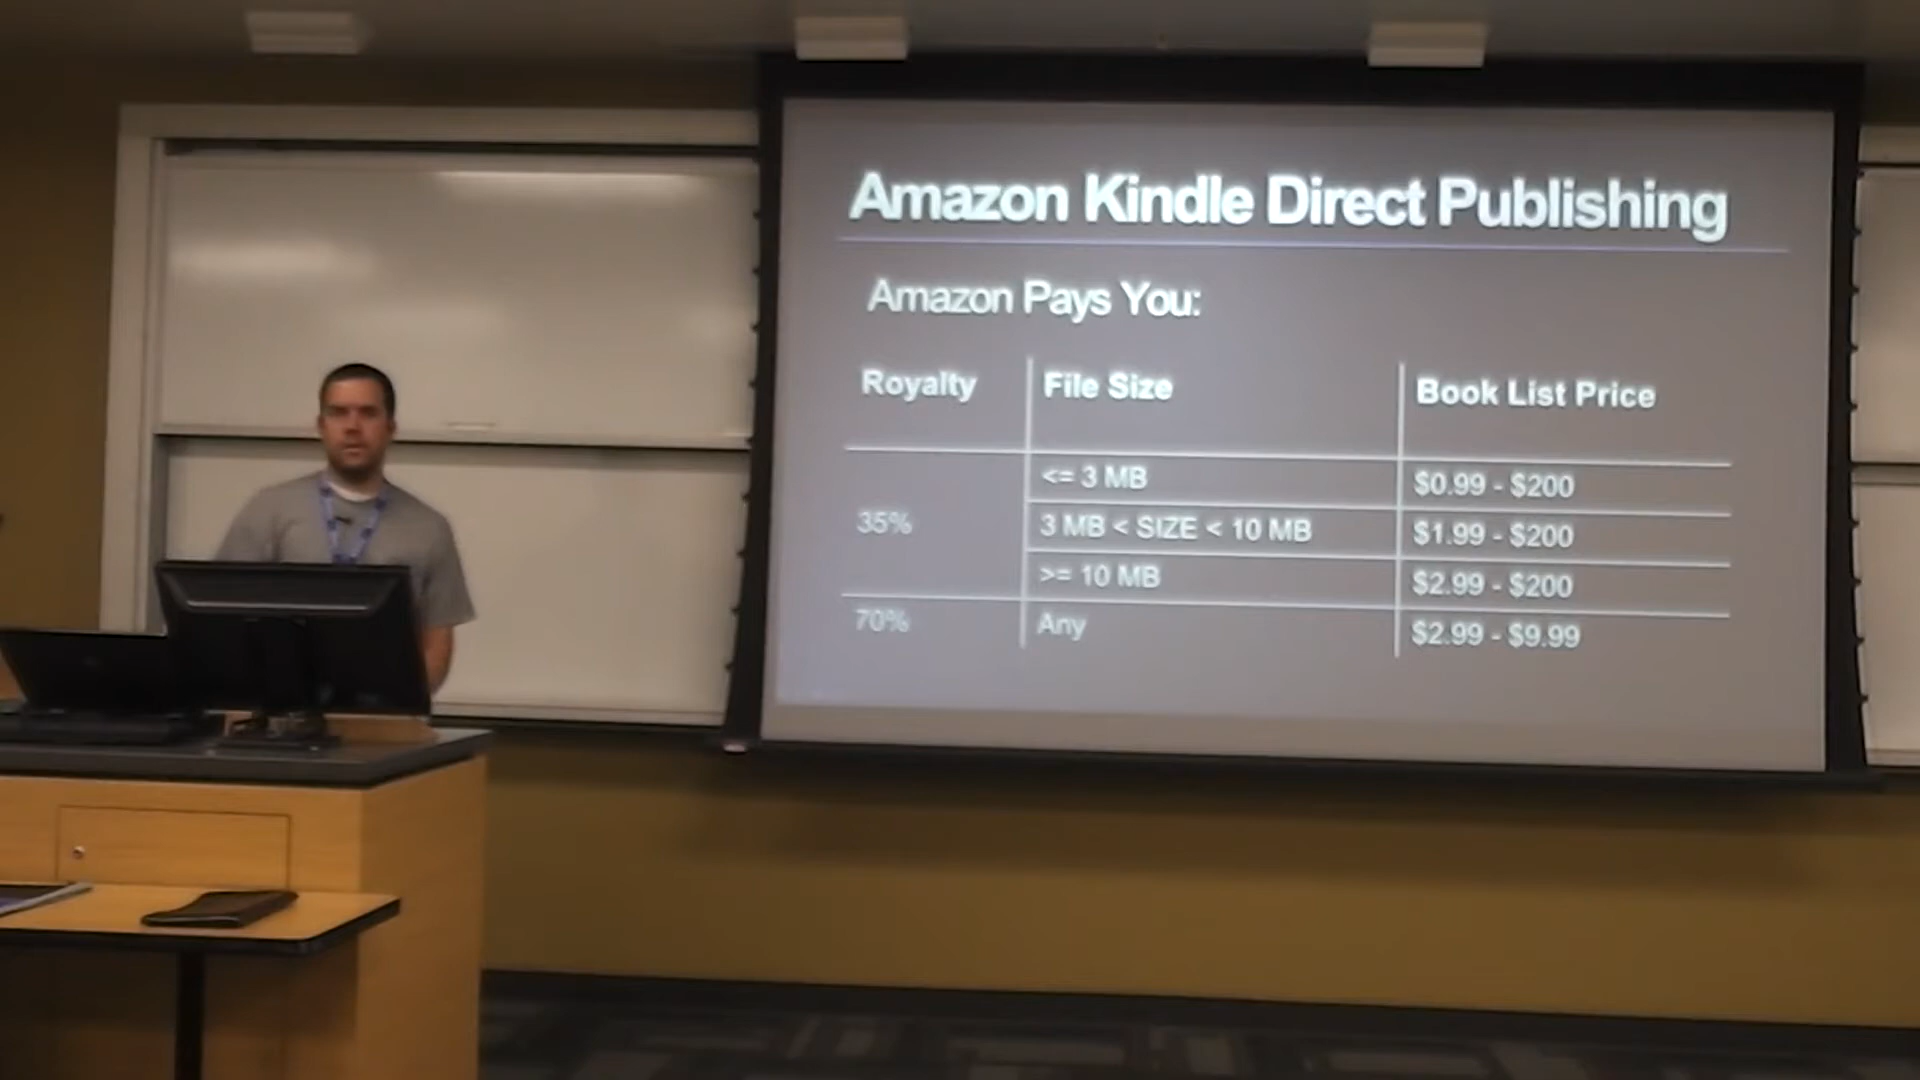 Amazon Kindle Direct Publishing
Amazon Pays You:
Royalty File Size Book List Price
35%
<= 3 MB $0.99 - $200
3 MB < SIZE < 10 MB $1.99 - $200
>= 10 MB $2.99 - $200
70% Any $2.99 - $9.99